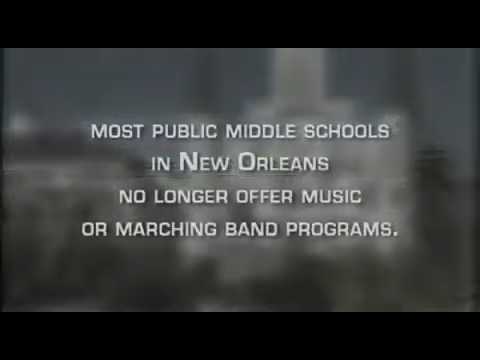 MOST PUBLIC MIDDLE SCHOOLS
IN NEW ORLEANS
NO LONGER OFFER MUSIC
OR MARCHING BAND PROGRAMS.